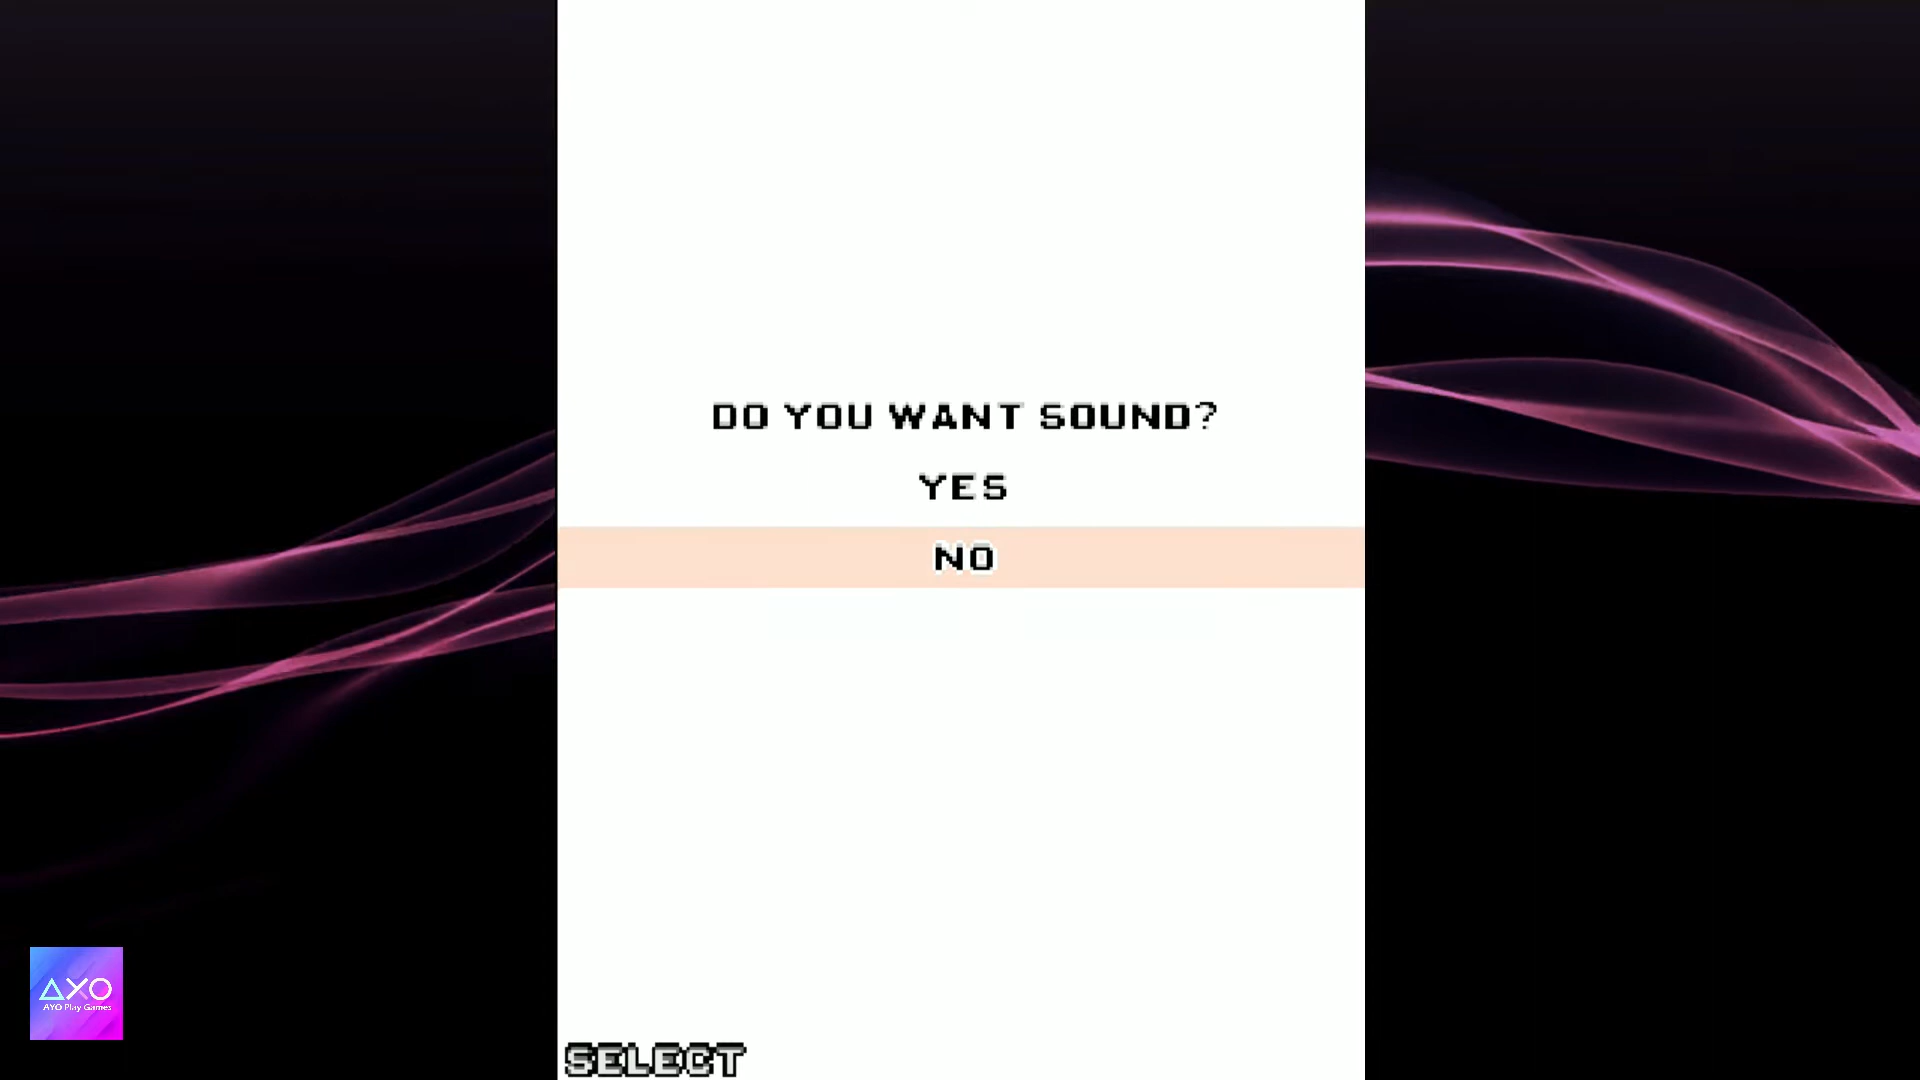 DO YOU WANT SOUND?
YES
NO
SELECT
AXO
AYO Play Games